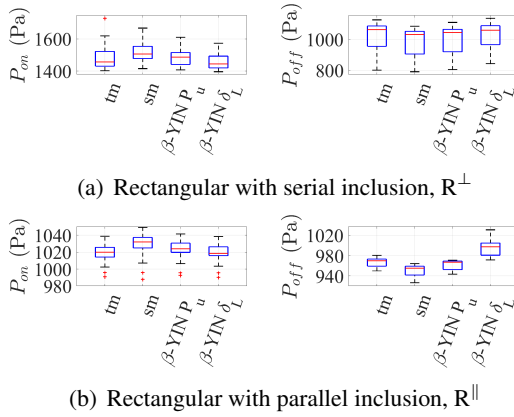 P_on (Pa)
1600
1400
tm
sm
β-YIN P_u
β-YIN δ_L
P_off (Pa)
1000
800
tm
sm
β-YIN P_u
β-YIN δ_L
(a) Rectangular with serial inclusion, R^⊥
P_on (Pa)
1040
1020
1000
980
tm
sm
β-YIN P_u
β-YIN δ_L
P_off (Pa)
1020
980
940
tm
sm
β-YIN P_u
β-YIN δ_L
(b) Rectangular with parallel inclusion, R^∥